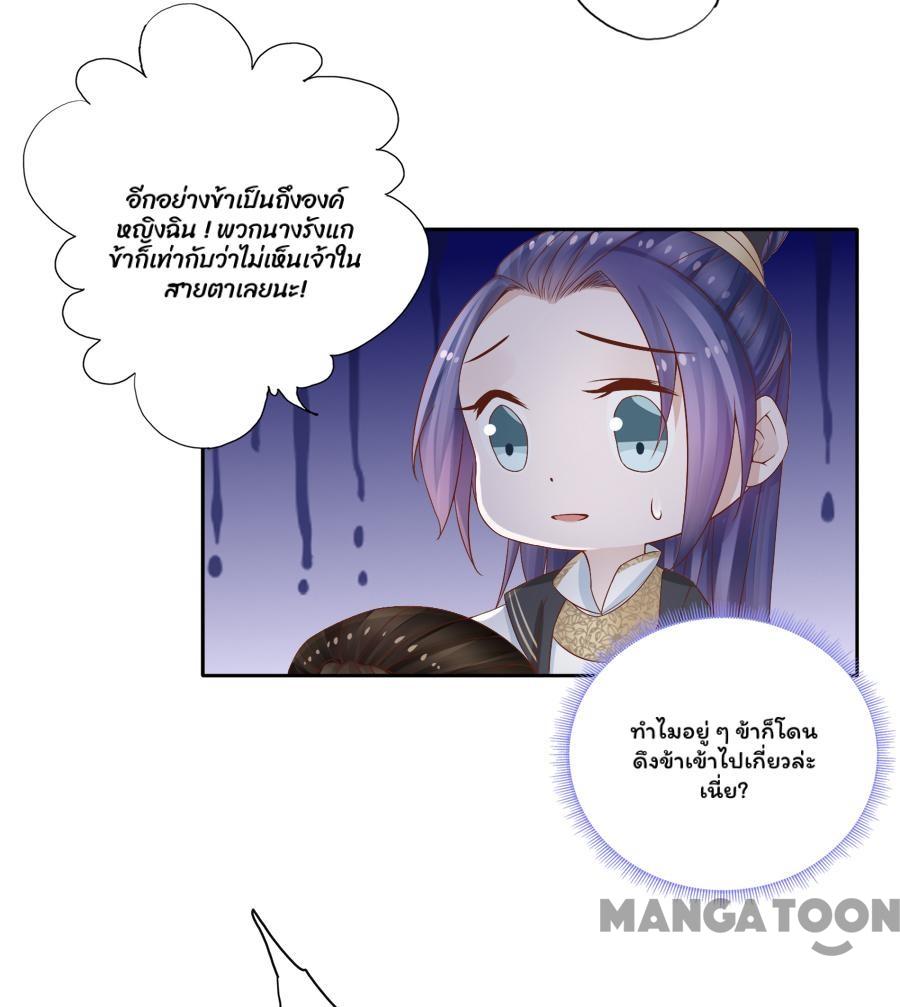 อีกอย่างข้าเป็นถึงองค์
หญิงฉิน ! พวกนางรังแก
ข้าก็เท่ากับว่าไม่เห็นเจ้าใน
สายตาเลยนะ!
ทำไมอยู่ ๆ ข้าก็โดน
ดึงข้าเข้าไปเกี่ยวล่ะ
เนี่ย?
MANGATOON